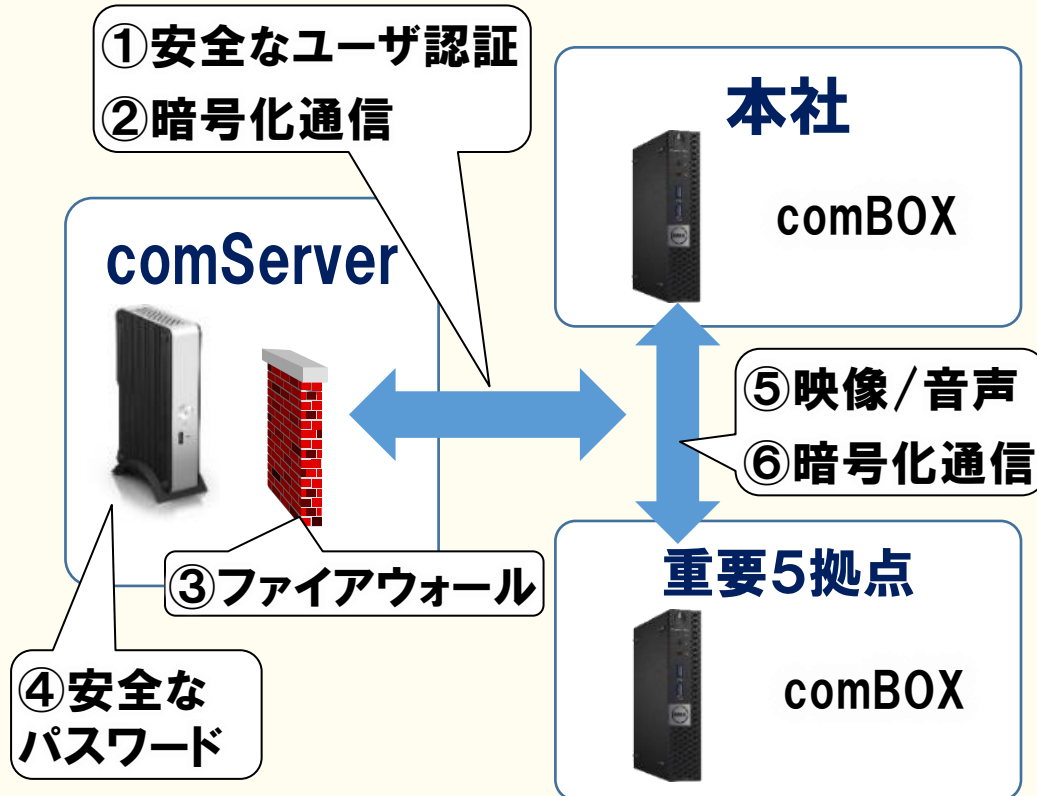 ①安全なユーザ認証
②暗号化通信
本社
comBOX
comServer
⑤映像/音声
⑥暗号化通信
③ファイアウォール
重要5拠点
comBOX
④安全な
パスワード